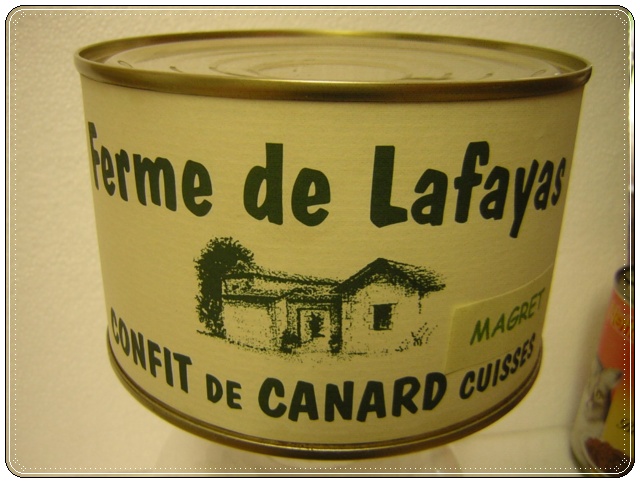 Ferme de Lafayas
MAGRET
CONFIT DE CANARD CUISSES